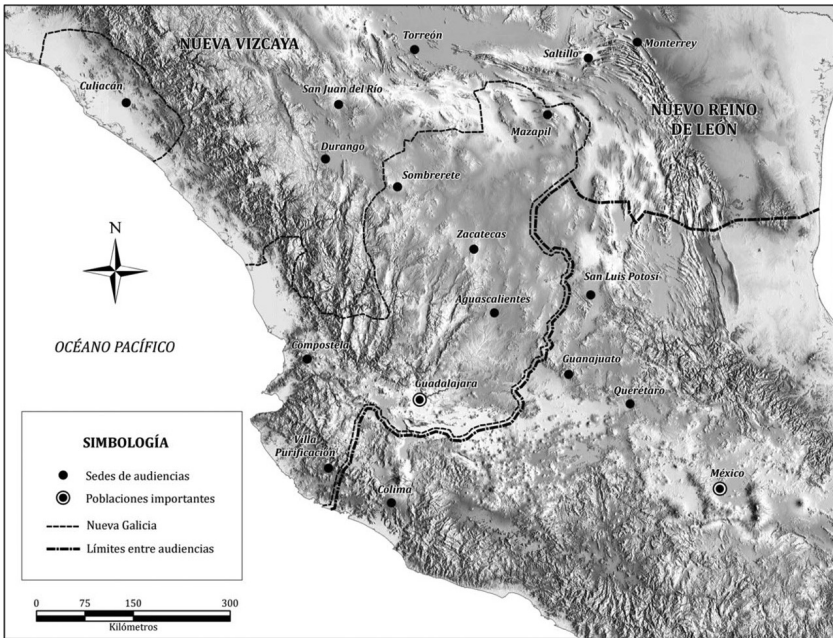 NUEVA VIZCAYA
Torreón
Saltillo
Monterrey
Culiacán
San Juan del Río
NUEVO REINO
DE LEÓN
Mazapil
Durango
Sombrerete
N
Zacatecas
San Luis Potosí
Aguascalientes
OCÉANO PACÍFICO
Compostela
Guanajuato
Guadalajara
Querétaro
SIMBOLOGÍA
Sedes de audiencias
Poblaciones importantes
Nueva Galicia
Límites entre audiencias
Villa
Purificación
México
Colima
0 75 150 300
Kilómetros